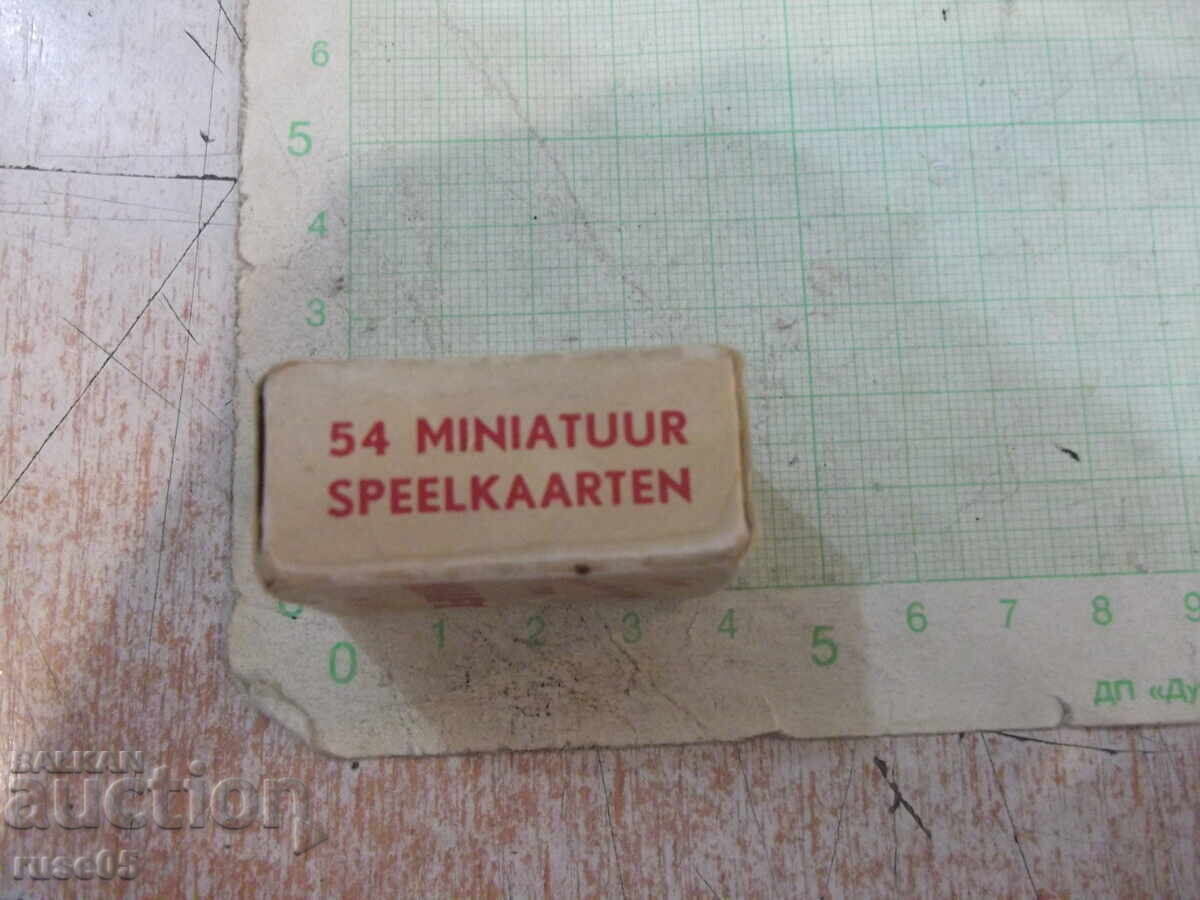 6
5
4
3
54 MINIATUUR
SPEELKAARTEN
0 1 2 3 4 5 6 7 8 9
ДП «
BALKAN
auction
ruse05